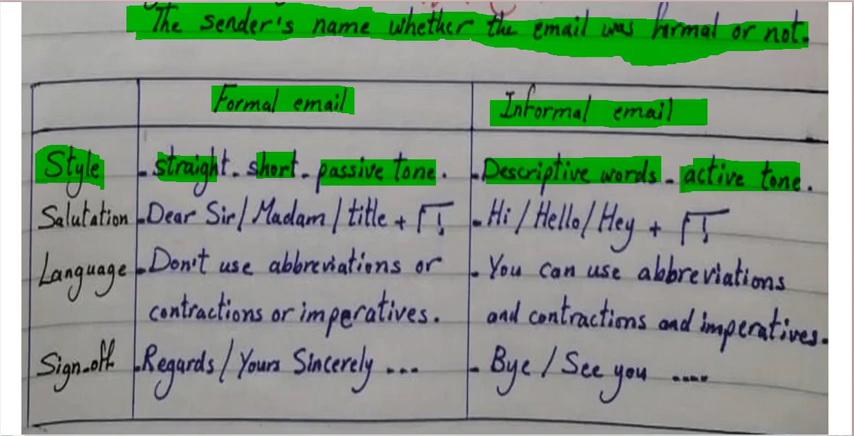 The sender's name whether the email was formal or not.
Formal email
Informal email
Style
- straight - short - passive tone.
- Descriptive words - active tone.
Salutation
- Dear Sir/Madam/title +
- Hi/Hello/Hey +
Language
- Don't use abbreviations or
contractions or imperatives.
- You can use abbreviations
and contractions and imperatives.
Sign-off
- Regards/Yours Sincerely ...
- Bye/See you ....